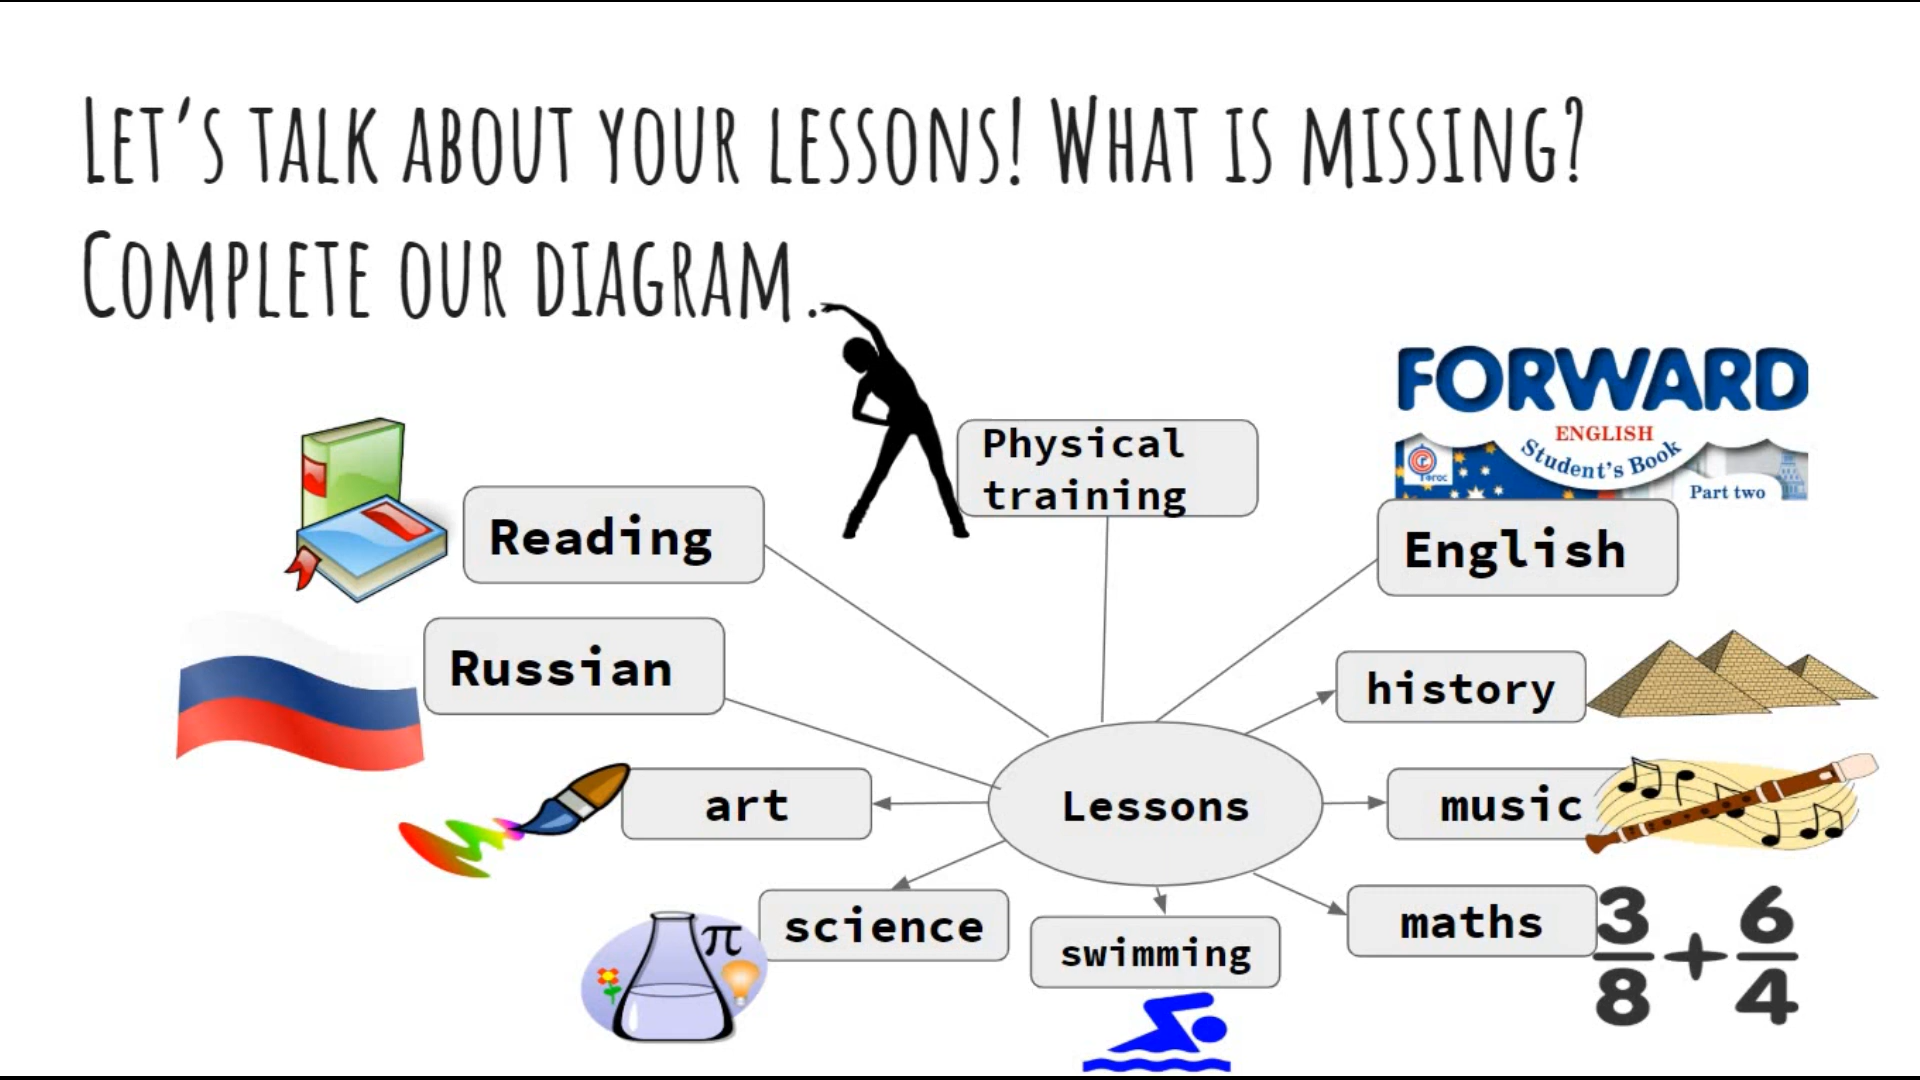 Let's talk about your lessons! What is missing?
Complete our diagram.
FORWARD
ENGLISH
Student's Book
Part two
Physical
training
Reading
English
Russian
history
art
Lessons
music
science
swimming
maths
π
3/8 + 6/4